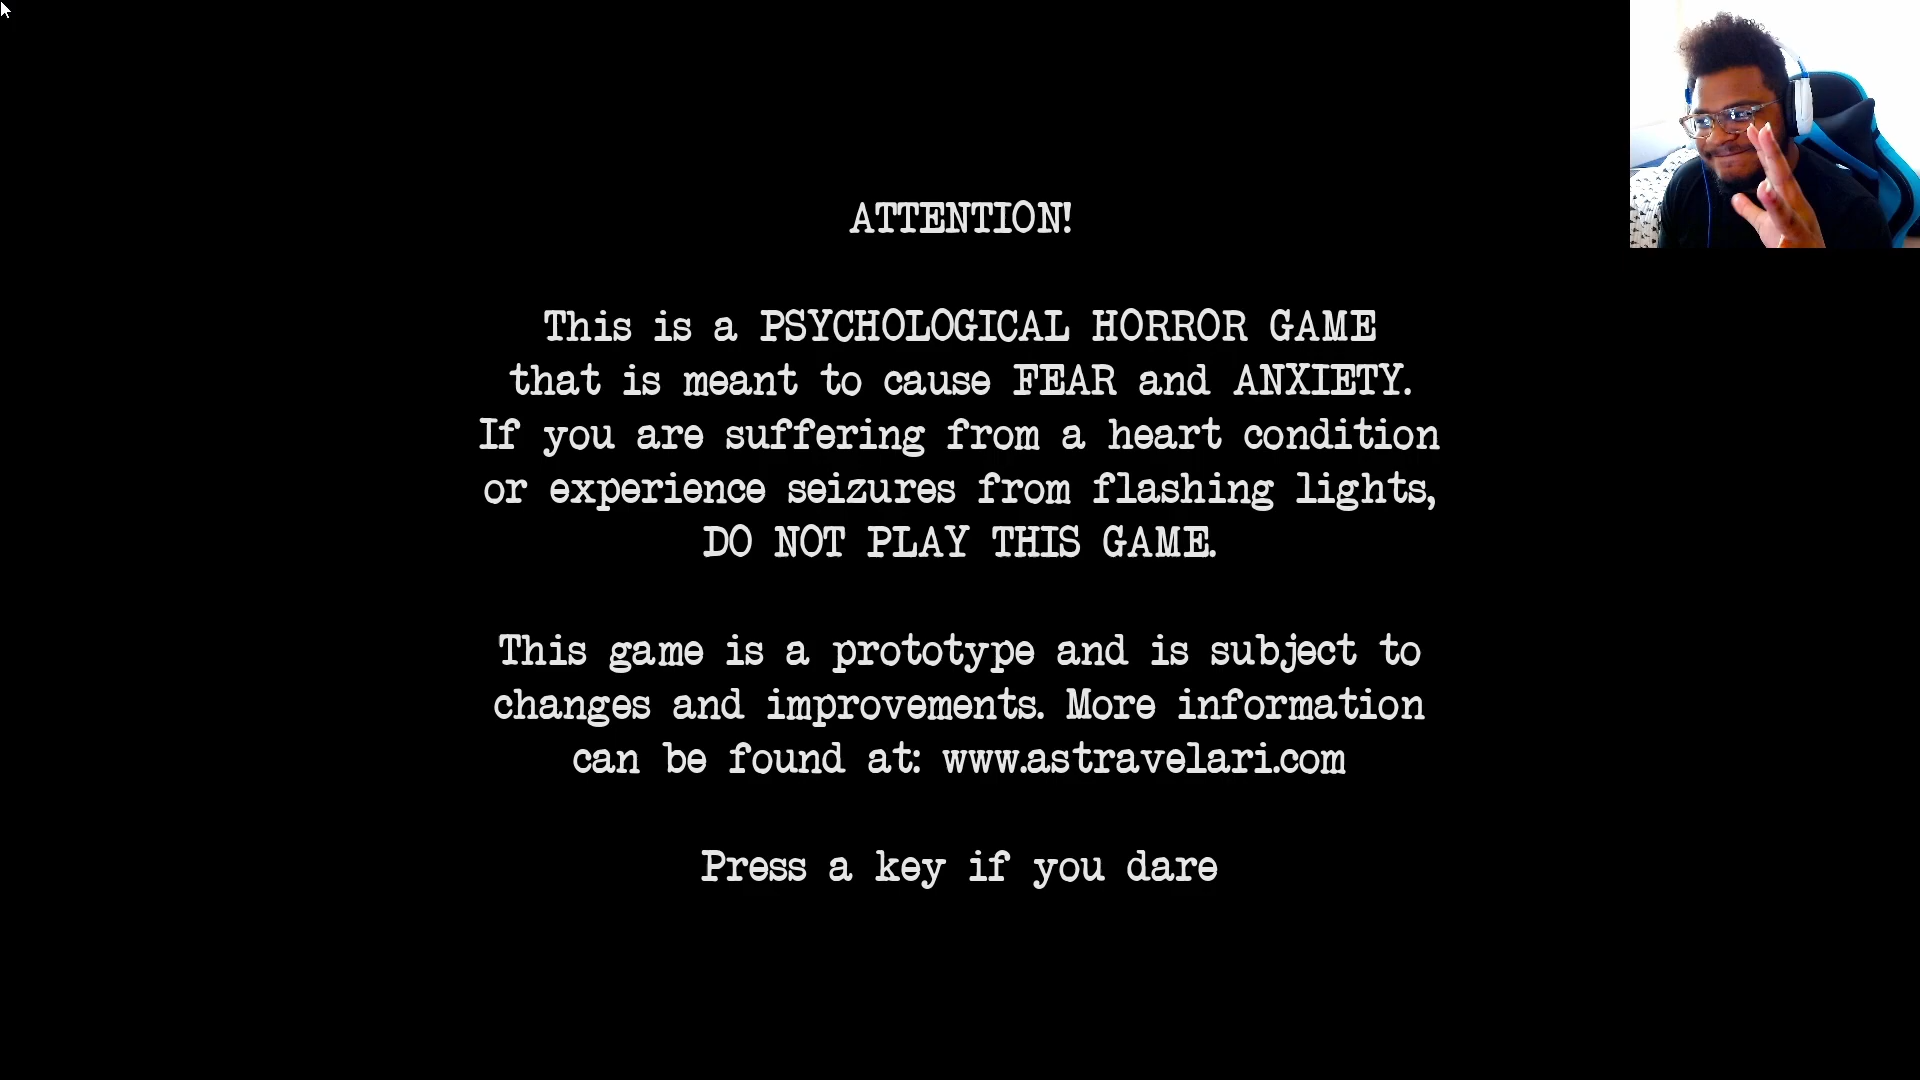 ATTENTION!
This is a PSYCHOLOGICAL HORROR GAME
that is meant to cause FEAR and ANXIETY.
If you are suffering from a heart condition
or experience seizures from flashing lights,
DO NOT PLAY THIS GAME.
This game is a prototype and is subject to
changes and improvements. More information
can be found at: www.astravelari.com
Press a key if you dare